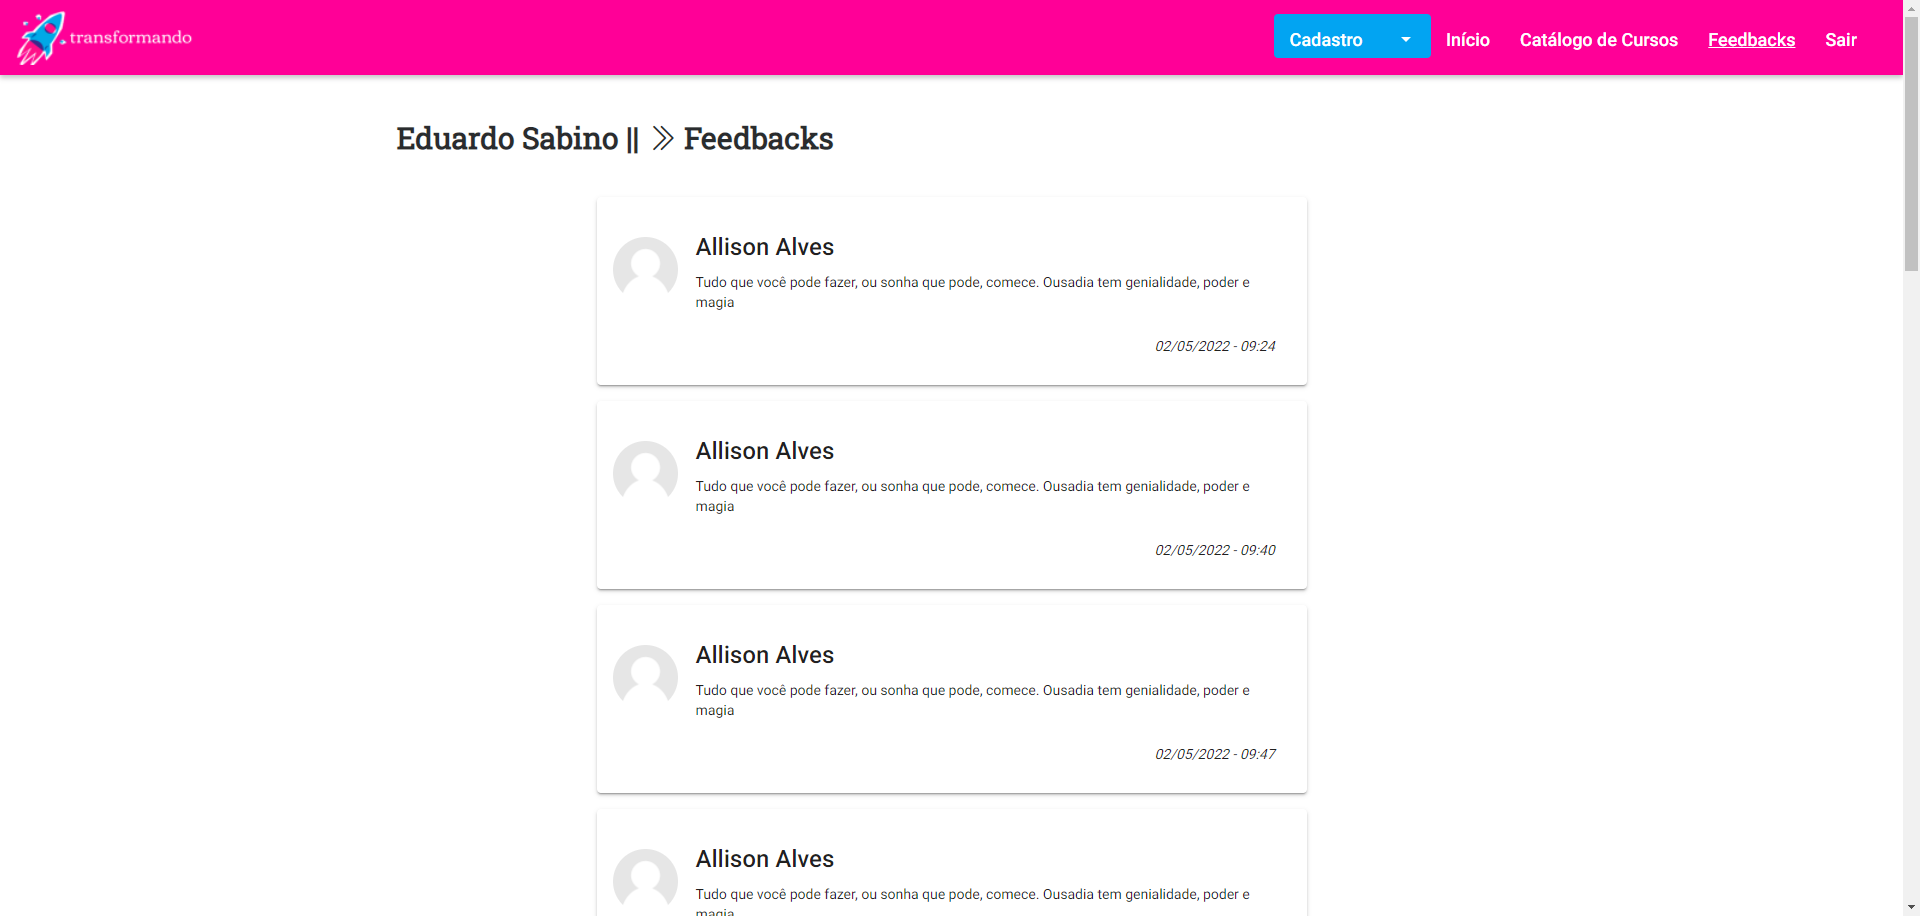 transformando
Cadastro
Início
Catálogo de Cursos
Feedbacks
Sair
Eduardo Sabino || Feedbacks
Allison Alves
Tudo que você pode fazer, ou sonha que pode, comece. Ousadia tem genialidade, poder e
magia
02/05/2022 - 09:24
Allison Alves
Tudo que você pode fazer, ou sonha que pode, comece. Ousadia tem genialidade, poder e
magia
02/05/2022 - 09:40
Allison Alves
Tudo que você pode fazer, ou sonha que pode, comece. Ousadia tem genialidade, poder e
magia
02/05/2022 - 09:47
Allison Alves
Tudo que você pode fazer, ou sonha que pode, comece. Ousadia tem genialidade, poder e
magia